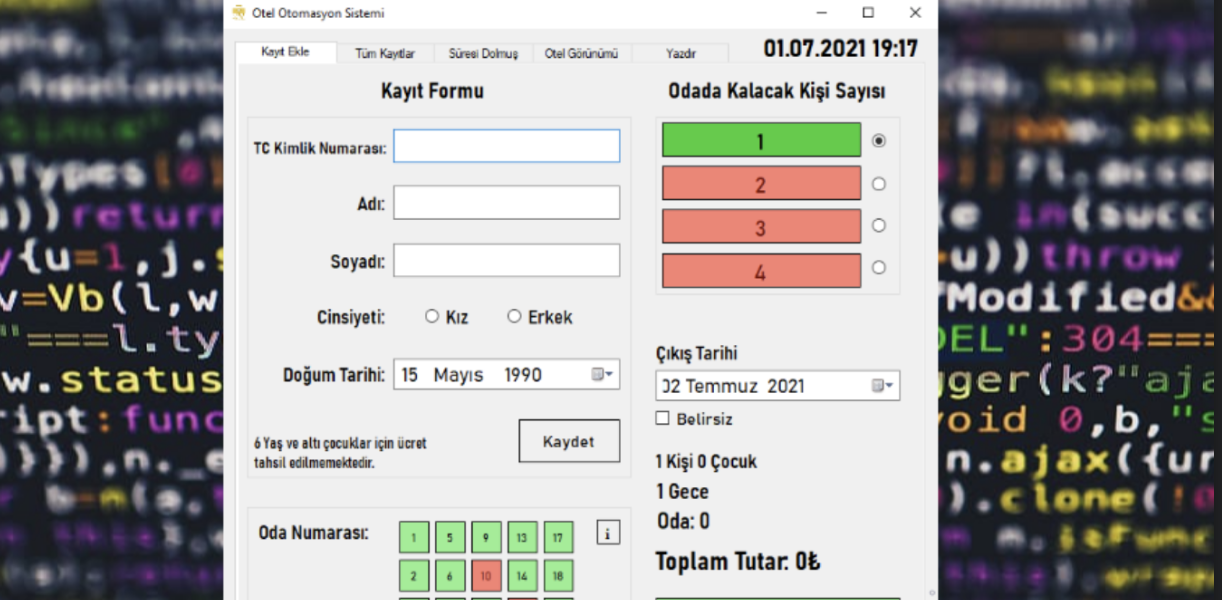 Otel Otomasyon Sistemi
Kayıt Ekle
Tüm Kayıtlar
Süresi Dolmuş
Otel Görünümü
Yazdır
01.07.2021 19:17
Kayıt Formu
TC Kimlik Numarası:
Adı:
Soyadı:
Cinsiyeti:
Kız
Erkek
Doğum Tarihi:
15 Mayıs 1990
6 Yaş ve altı çocuklar için ücret
tahsil edilmemektedir.
Kaydet
Oda Numarası:
1 5 9 13 17
i
2 6 10 14 18
Odada Kalacak Kişi Sayısı
1
2
3
4
Çıkış Tarihi
02 Temmuz 2021
Belirsiz
1 Kişi 0 Çocuk
1 Gece
Oda: 0
Toplam Tutar: 0₺
))return
y{u=1,j.
v=Vb(l,w
"===l.ty
w.status
ript:func
in(succ
u))throw
fModified&&
DEL":304===
gger(k?"aja
void 0,b,"s
n.ajax({ur
).clone(!0